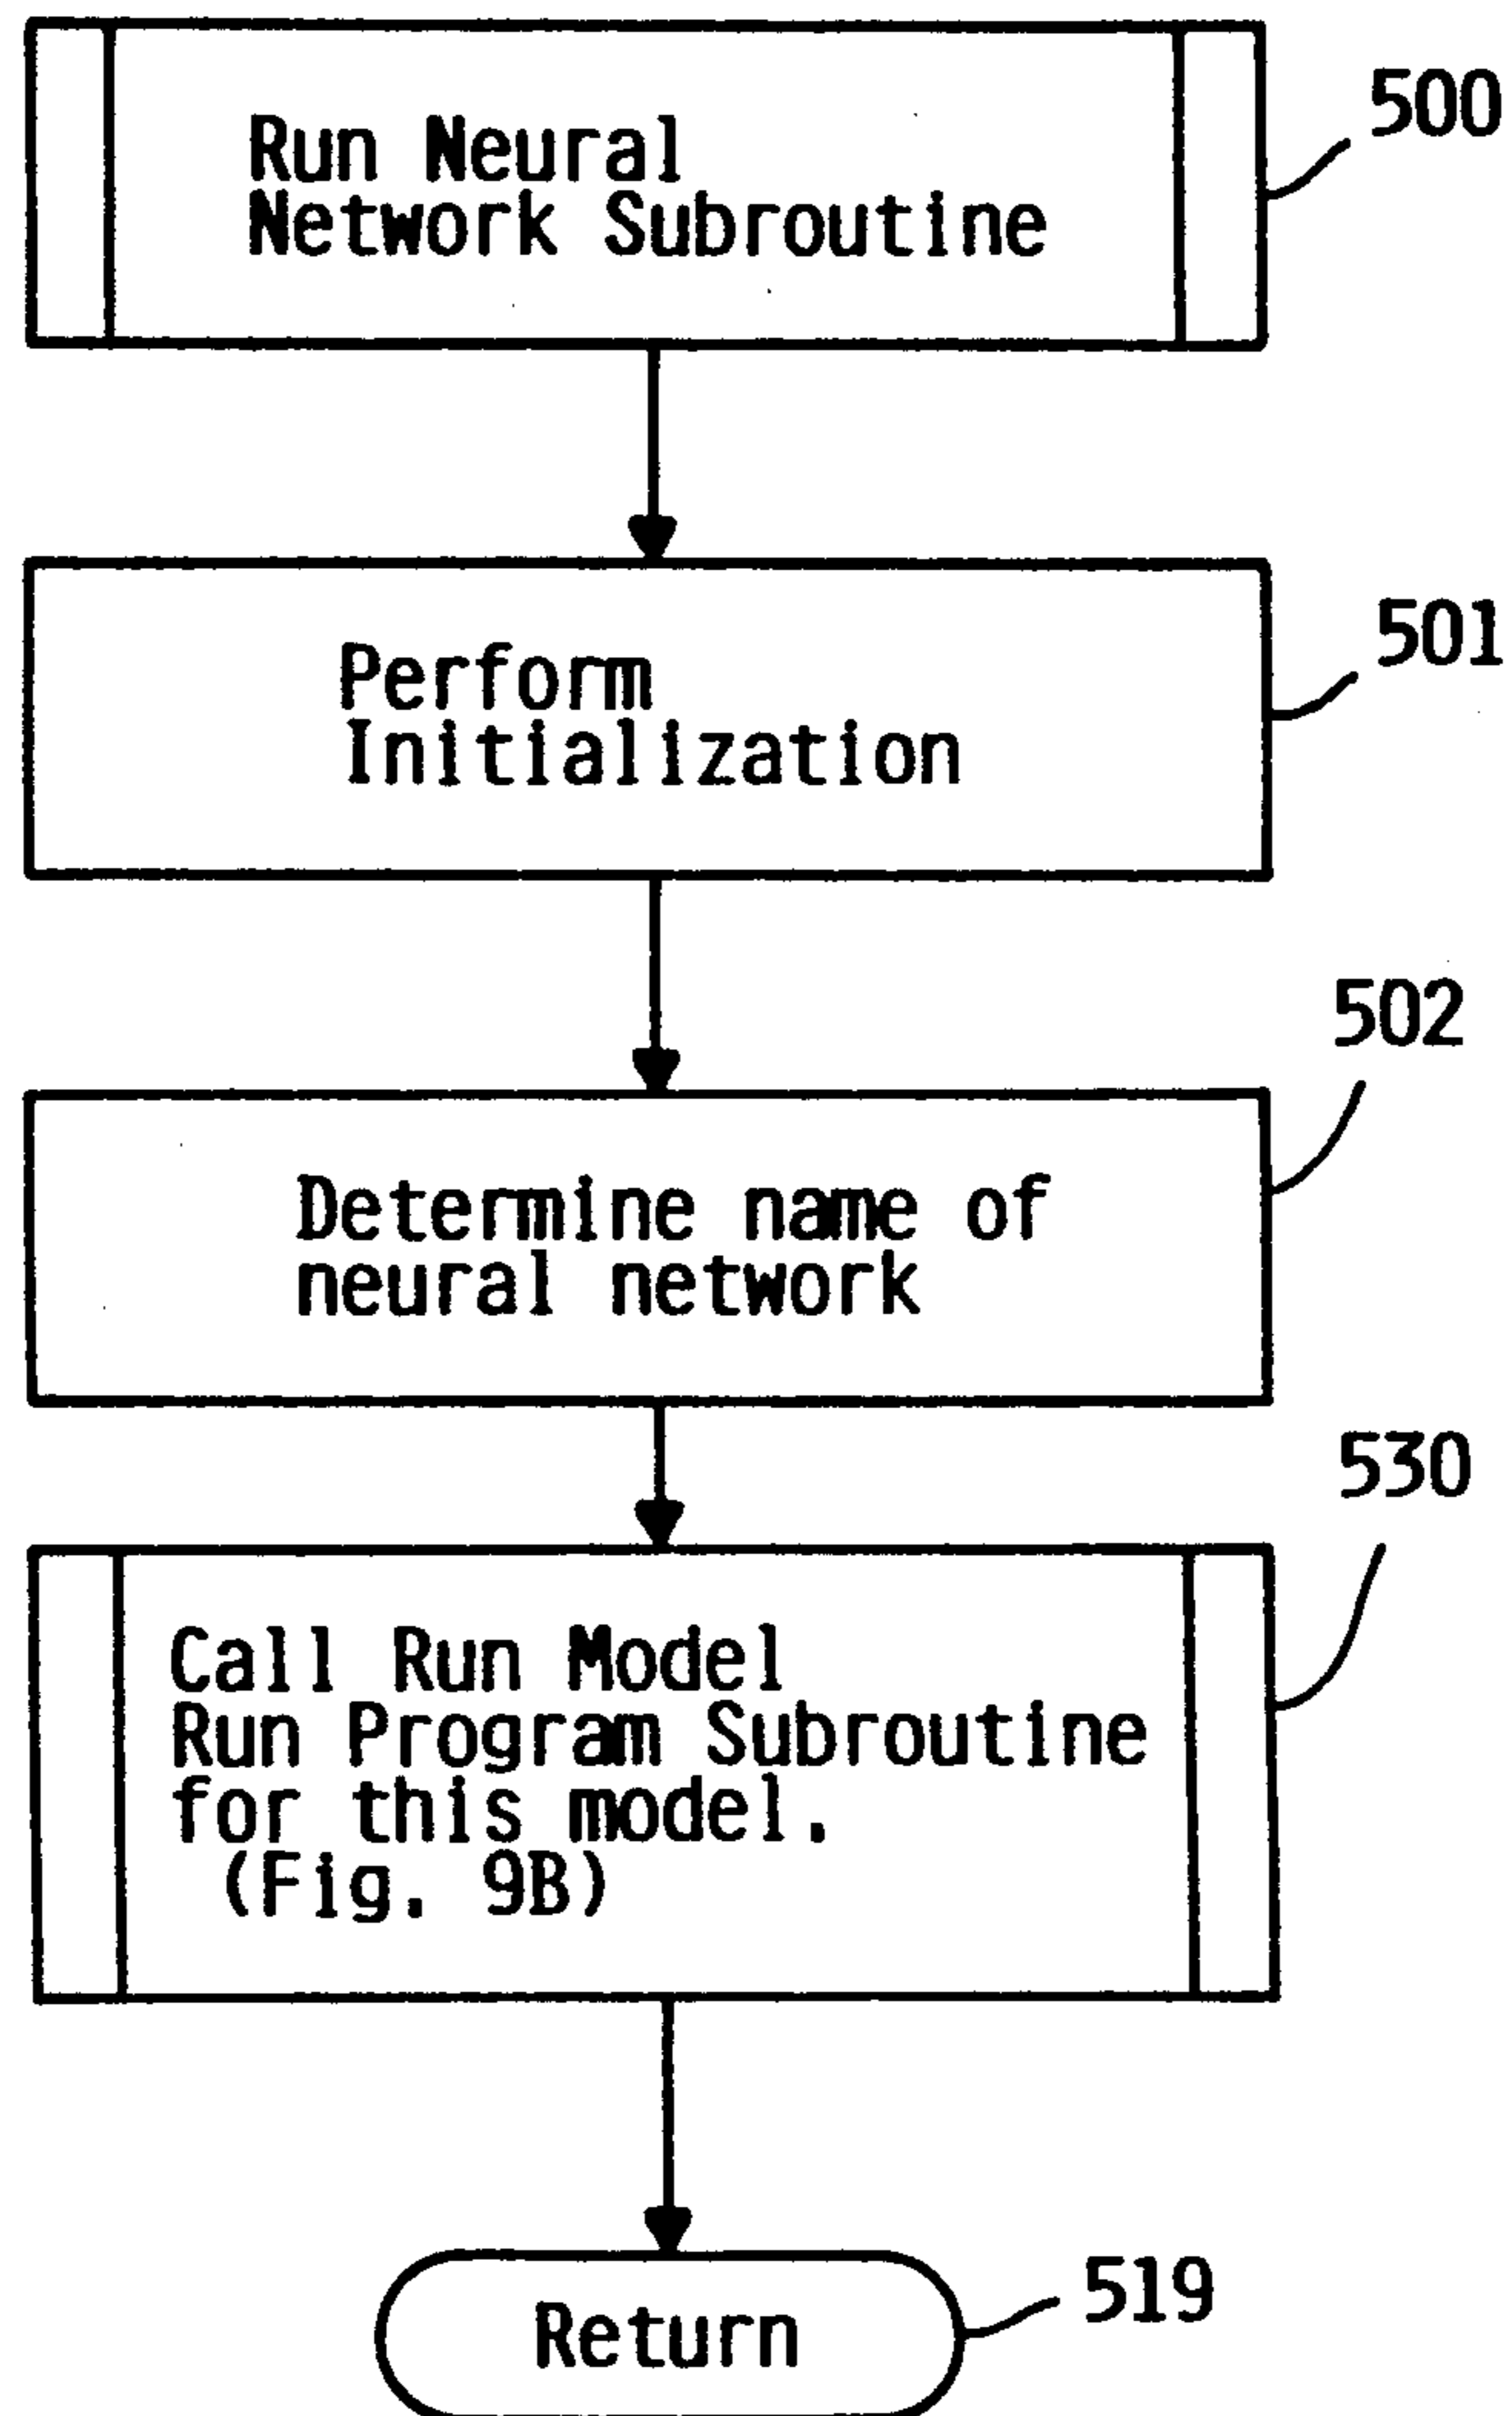 500
Run Neural
Network Subroutine
501
Perform
Initialization
502
Determine name of
neural network
530
Call Run Model
Run Program Subroutine
for this model.
(Fig. 9B)
Return
519